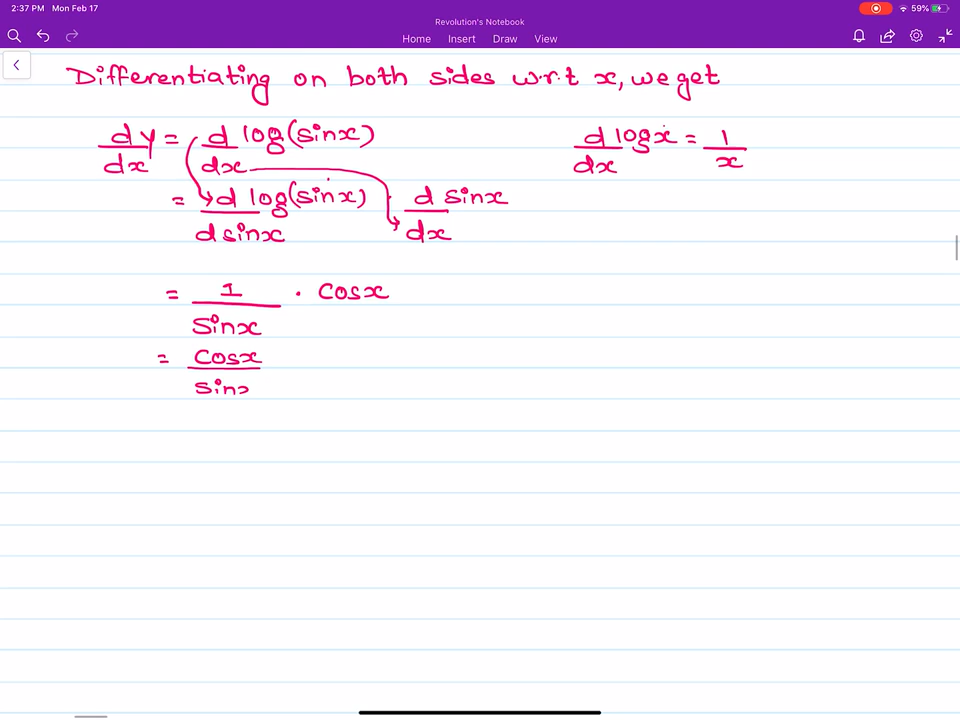 2:37 PM Mon Feb 17
59%
Revolution's Notebook
Home Insert Draw View
Differentiating on both sides w.r.t x, we get
dy/dx = d/dx log(sinx)
d/dx logx = 1/x
= d log(sinx)/dsinx · d sinx/dx
= 1/sinx · cosx
= cosx/sinx